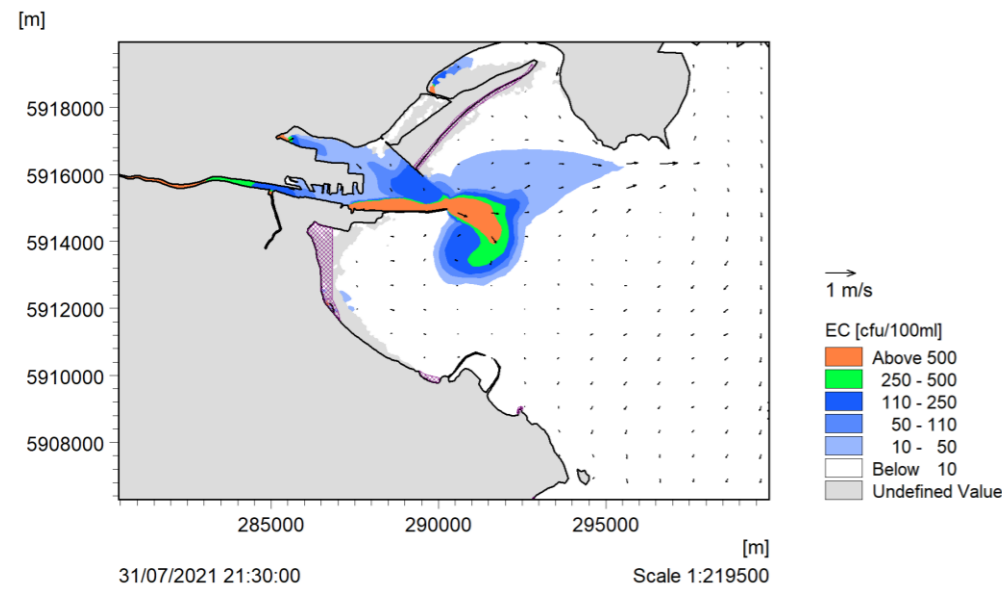 [m]
5918000
5916000
5914000
5912000
5910000
5908000
285000 290000 295000
[m]
31/07/2021 21:30:00 Scale 1:219500
1 m/s
EC [cfu/100ml]
Above 500
250 - 500
110 - 250
50 - 110
10 - 50
Below 10
Undefined Value